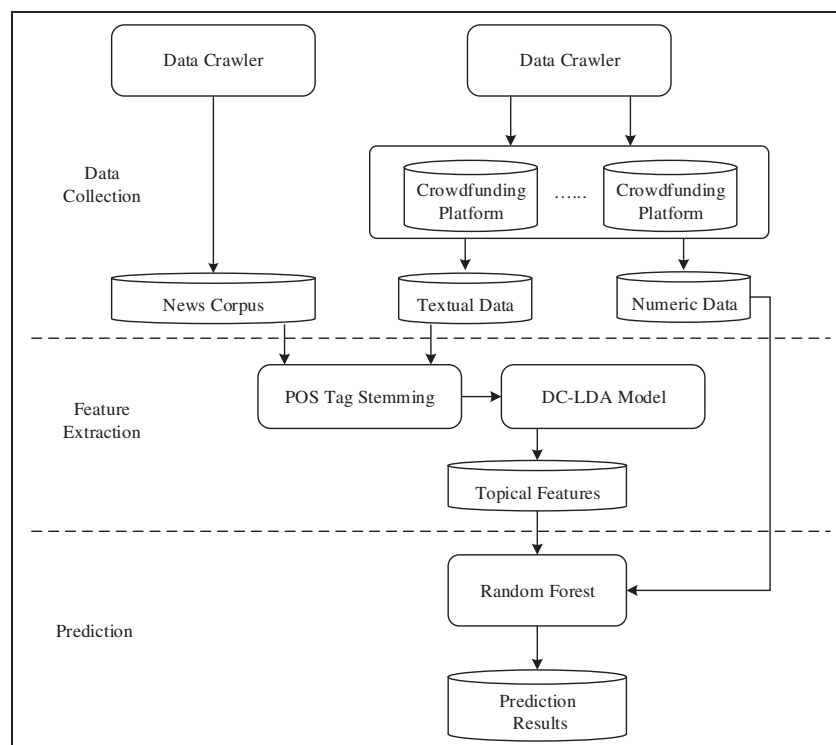 Data Crawler
Data Crawler
Data
Collection
Crowdfunding
Platform
......
Crowdfunding
Platform
News Corpus
Textual Data
Numeric Data
Feature
Extraction
POS Tag Stemming
DC-LDA Model
Topical Features
Prediction
Random Forest
Prediction
Results